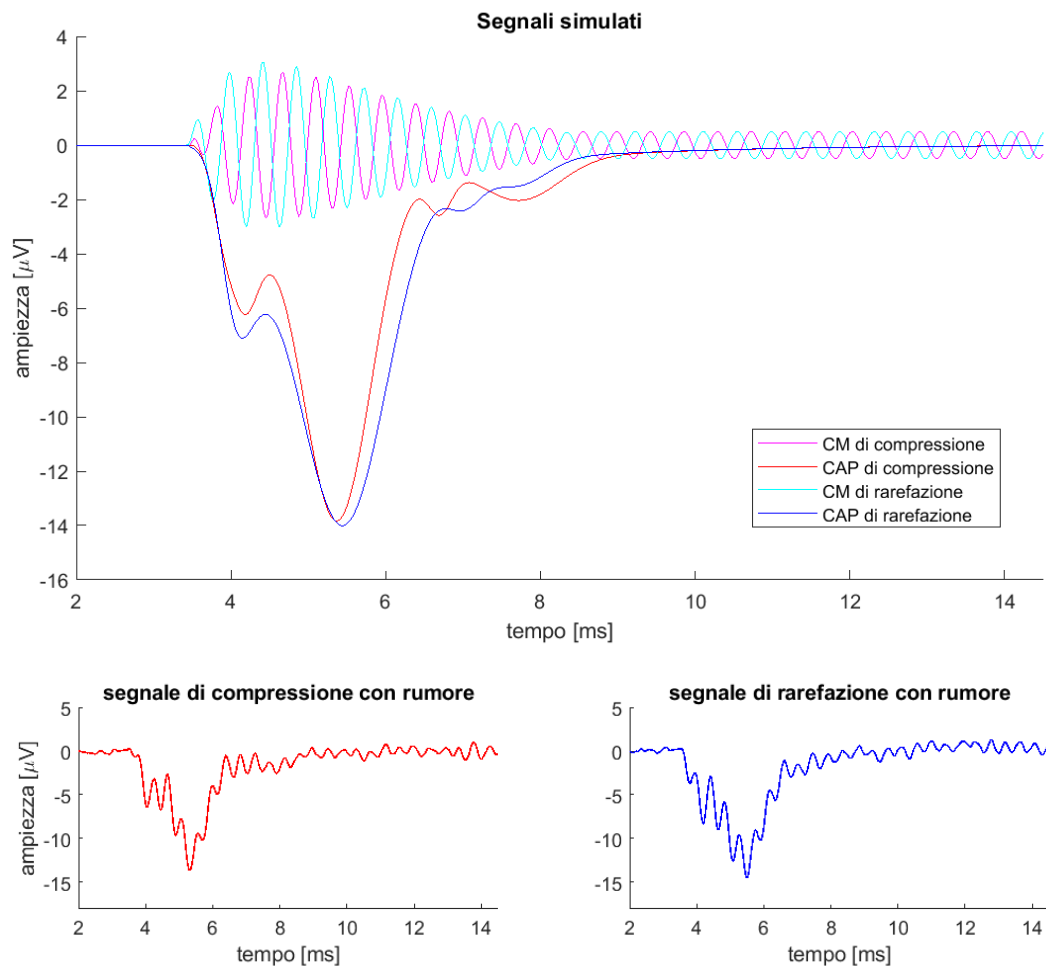 Segnali simulati
4
2
0
-2
-4
-6
-8
-10
-12
-14
-16
ampiezza [μV]
2 4 6 8 10 12 14
tempo [ms]
CM di compressione
CAP di compressione
CM di rarefazione
CAP di rarefazione
segnale di compressione con rumore
5
0
-5
-10
-15
ampiezza [μV]
2 4 6 8 10 12 14
tempo [ms]
segnale di rarefazione con rumore
5
0
-5
-10
-15
2 4 6 8 10 12 14
tempo [ms]